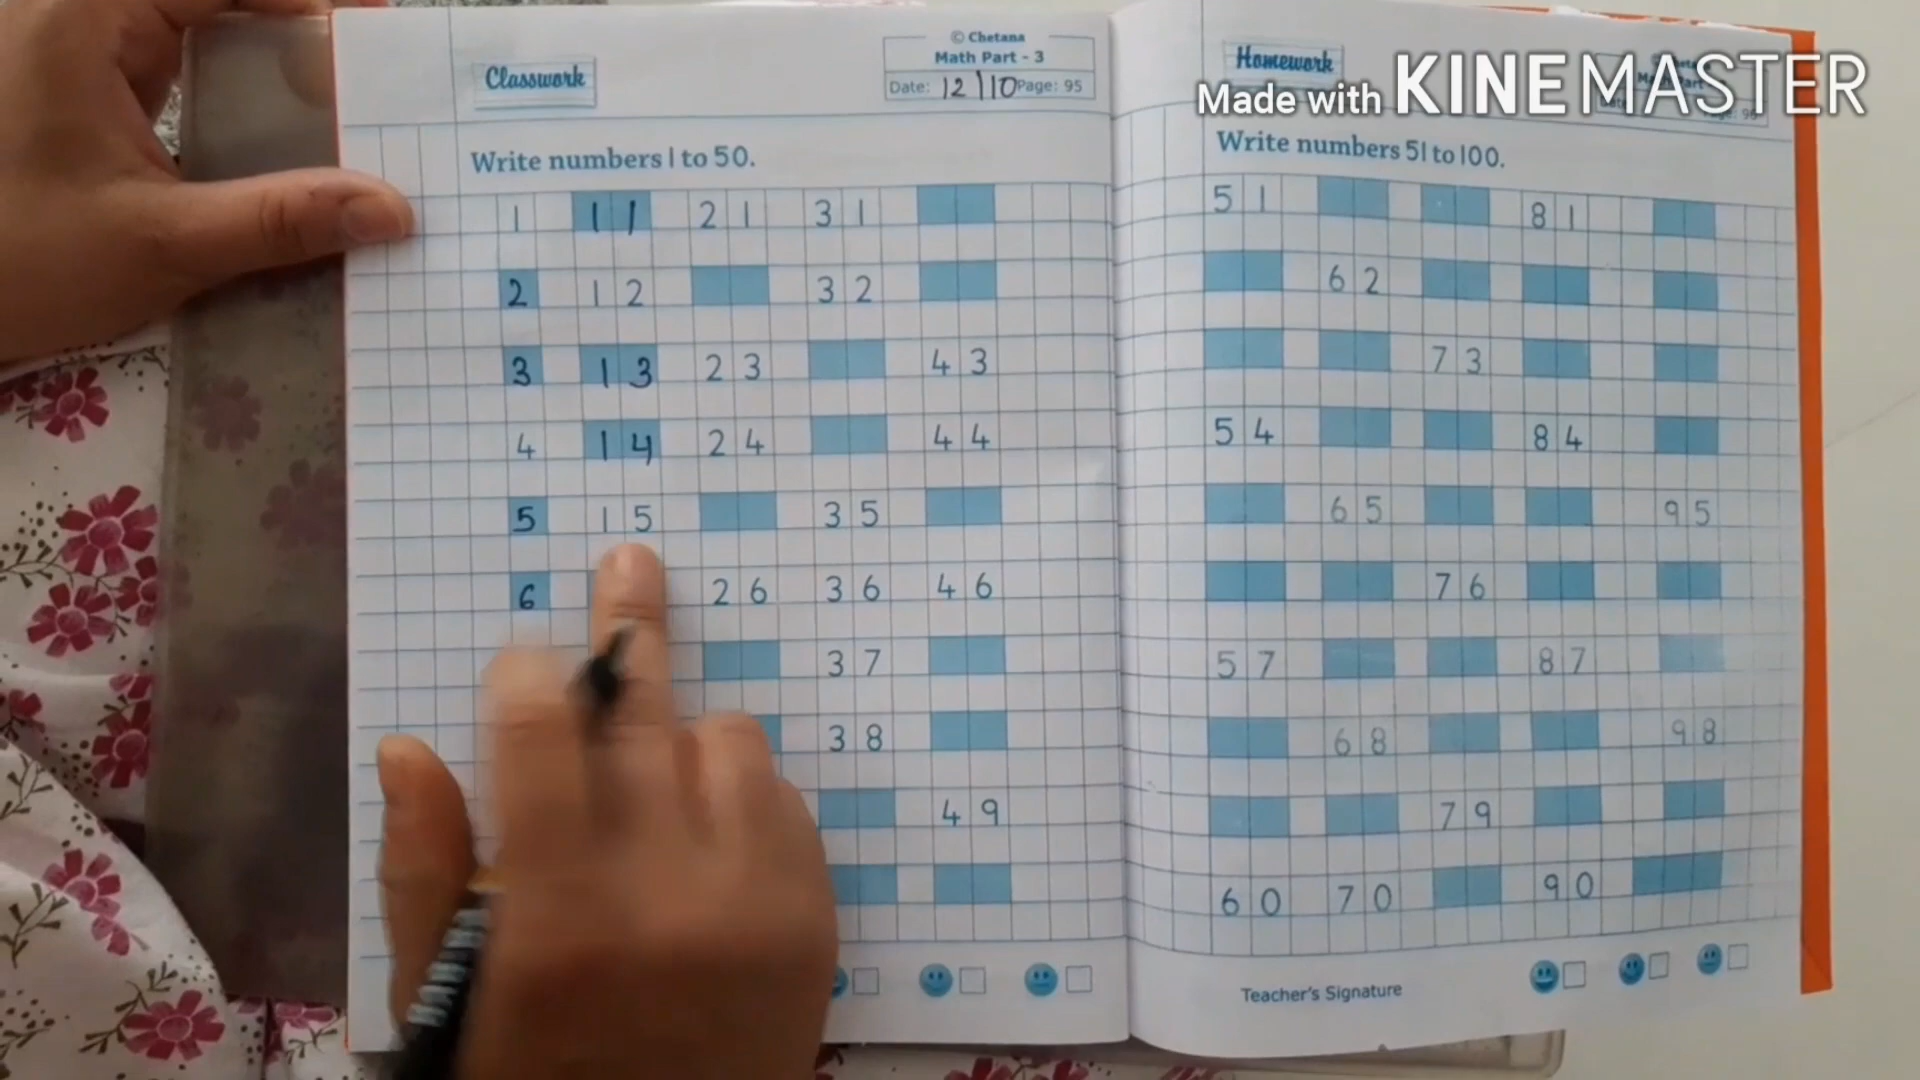 Classwork
© Chetana
Math Part - 3
Date: 12\10 Page: 95
Write numbers 1 to 50.
1 11 21 31
2 12 32
3 13 23 43
4 14 24 44
5 15 35
6 26 36 46
37
38
49
Homework
Made with KINEMASTER
Write numbers 51 to 100.
51 81
62
73
54 84
65 95
76
57 87
68 98
79
60 70 90
Teacher's Signature